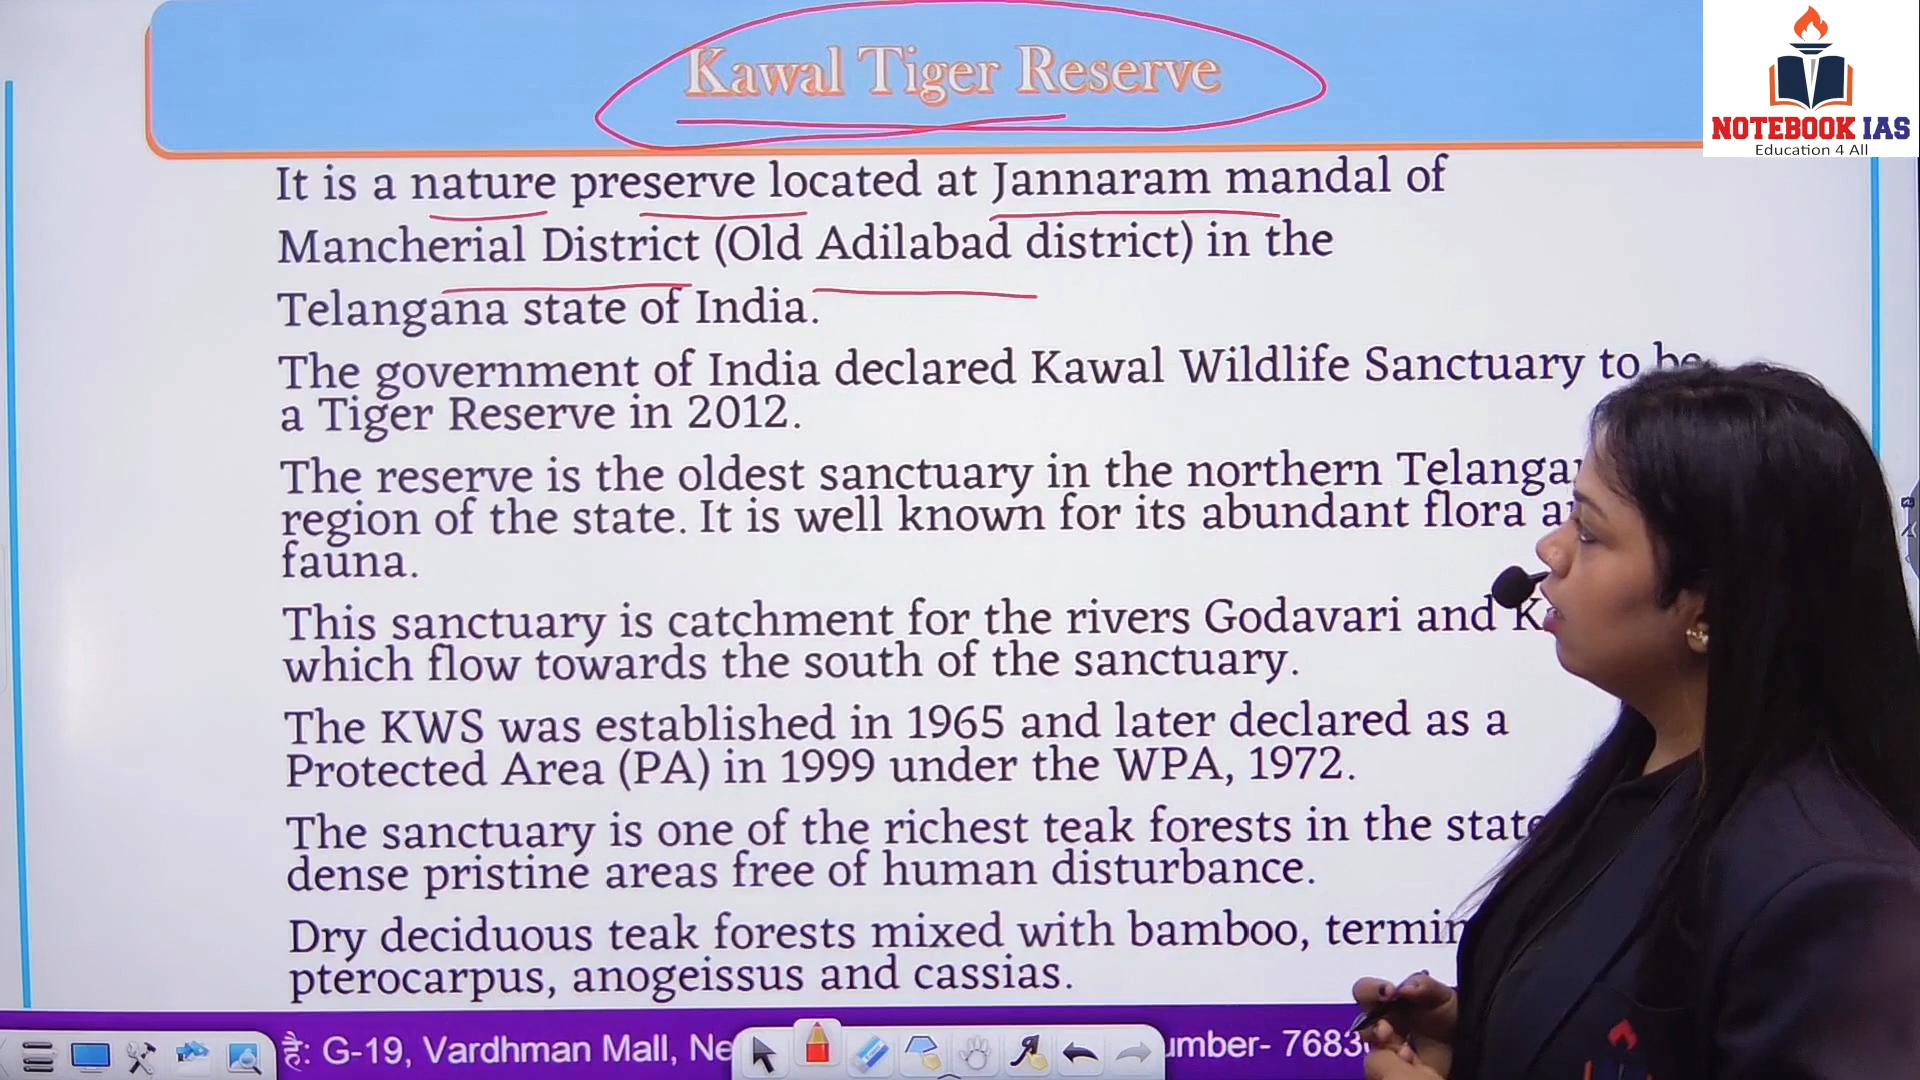 Kawal Tiger Reserve
NOTEBOOK IAS
Education 4 All
It is a nature preserve located at Jannaram mandal of
Mancherial District (Old Adilabad district) in the
Telangana state of India.
The government of India declared Kawal Wildlife Sanctuary to be
a Tiger Reserve in 2012.
The reserve is the oldest sanctuary in the northern
region of the state. It is well known for its abundant flora
fauna.
This sanctuary is catchment for the rivers Godavari and
which flow towards the south of the sanctuary.
The KWS was established in 1965 and later declared as a
Protected Area (PA) in 1999 under the WPA, 1972.
The sanctuary is one of the richest teak forests in the state
dense pristine areas free of human disturbance.
Dry deciduous teak forests mixed with bamboo,
pterocarpus, anogeissus and cassias.
है: G-19, Vardhman Mall, Ne
umber- 7683